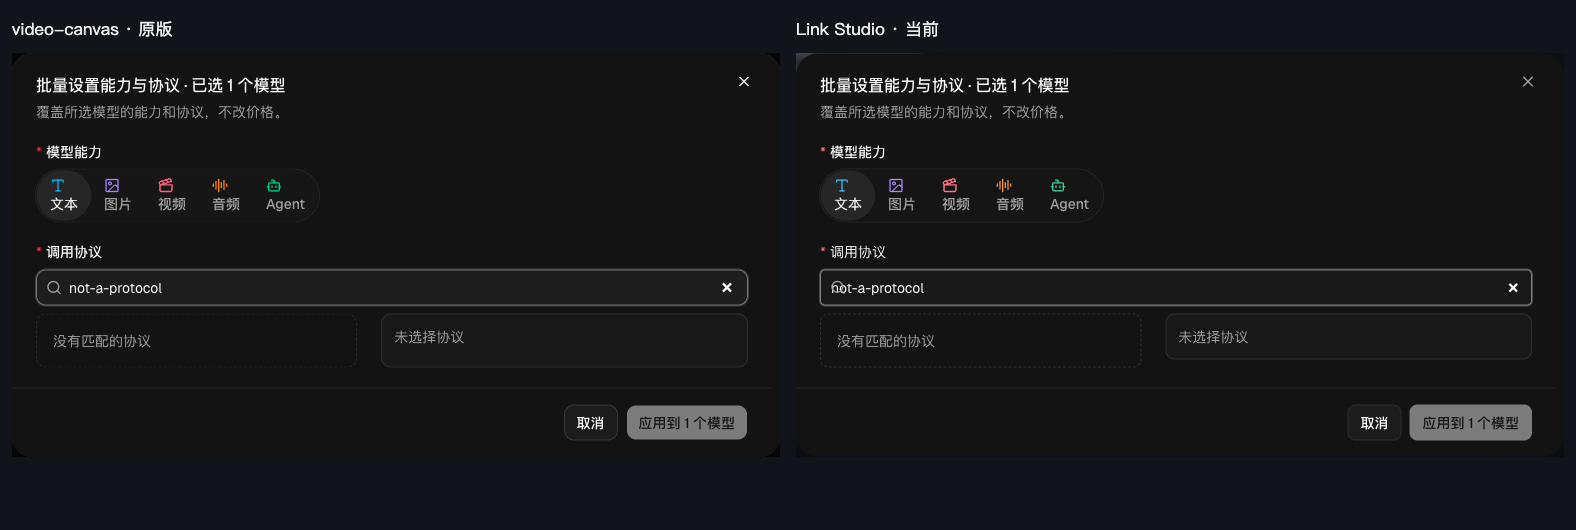 video-canvas · 原版
批量设置能力与协议 · 已选 1 个模型
覆盖所选模型的能力和协议，不改价格。
* 模型能力
文本 图片 视频 音频 Agent
* 调用协议
not-a-protocol
没有匹配的协议
未选择协议
取消 应用到 1 个模型
Link Studio · 当前
批量设置能力与协议 · 已选 1 个模型
覆盖所选模型的能力和协议，不改价格。
* 模型能力
文本 图片 视频 音频 Agent
* 调用协议
not-a-protocol
没有匹配的协议
未选择协议
取消 应用到 1 个模型